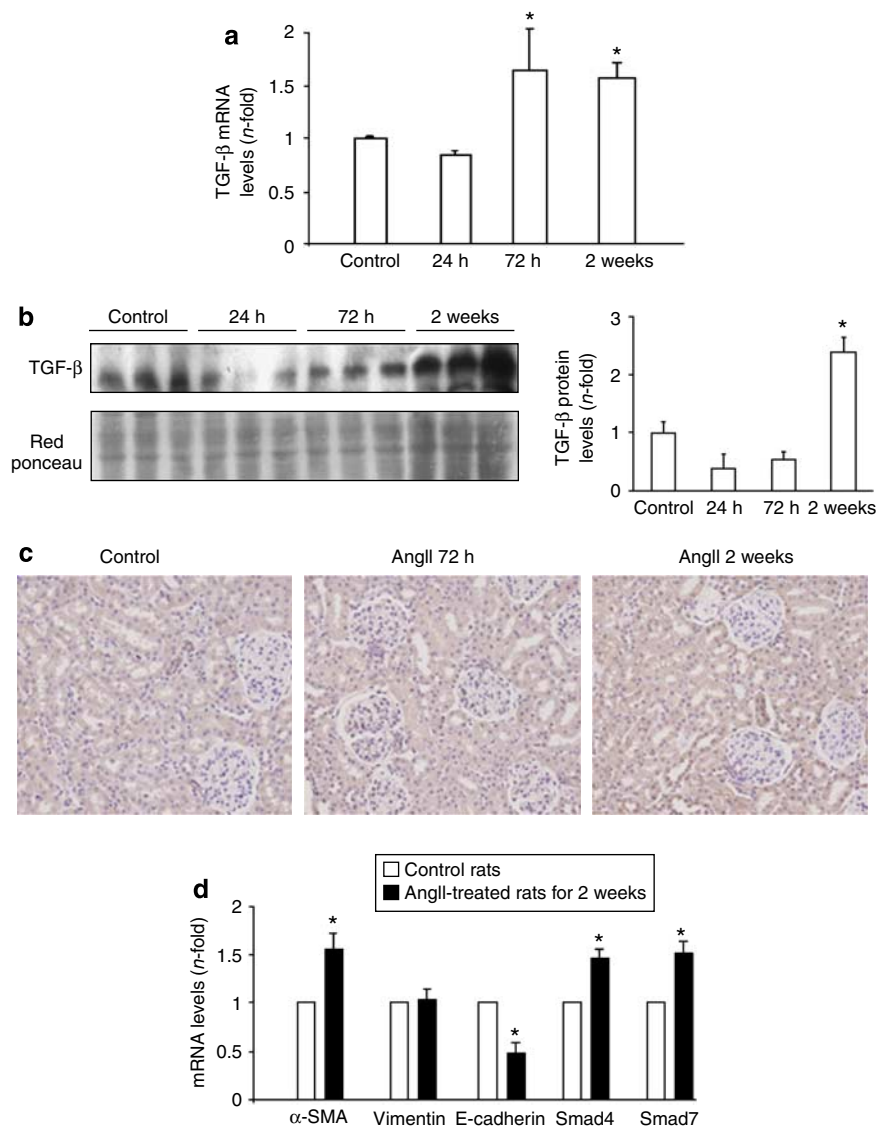 a
TGF-β mRNA
levels (n-fold)
2
1.5
1
0.5
0
*
*
Control 24 h 72 h 2 weeks
b
Control 24 h 72 h 2 weeks
TGF-β
Red
ponceau
TGF-β protein
levels (n-fold)
3
2
1
0
*
Control 24 h 72 h 2 weeks
c
Control AngII 72 h AngII 2 weeks
d
Control rats
AngII-treated rats for 2 weeks
mRNA levels (n-fold)
2
1.5
1
0.5
0
*
*
*
*
α-SMA Vimentin E-cadherin Smad4 Smad7